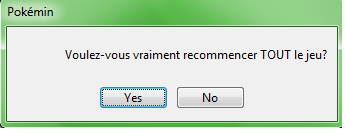 Pokémin
Voulez-vous vraiment recommencer TOUT le jeu?
Yes
No